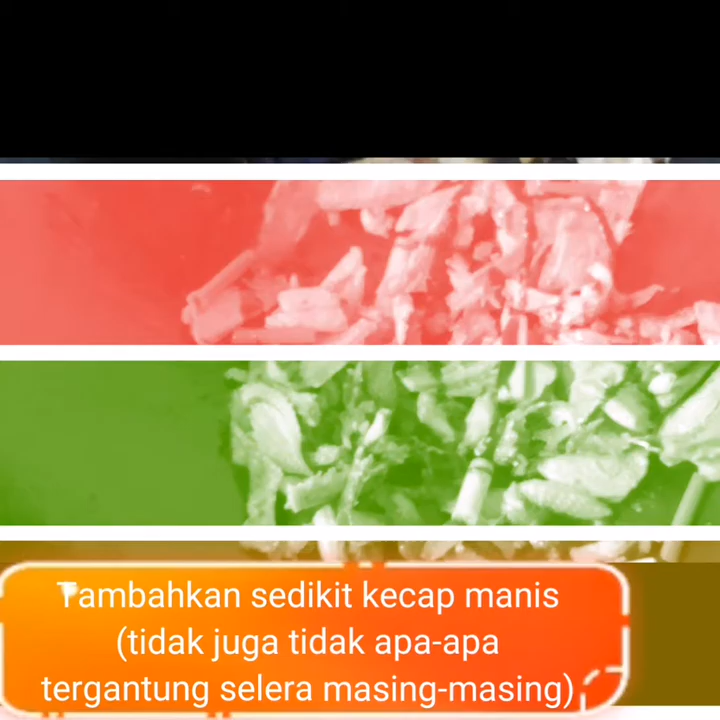 Tambahkan sedikit kecap manis
(tidak juga tidak apa-apa
tergantung selera masing-masing)